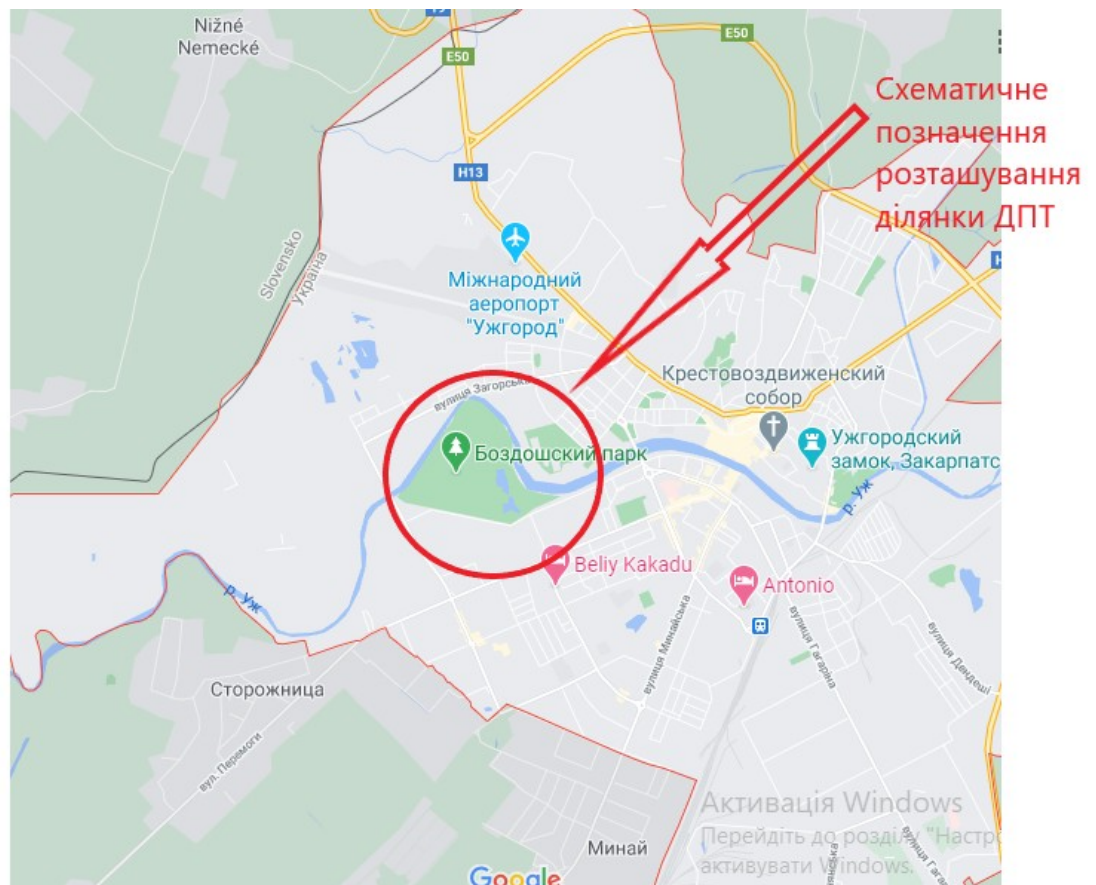 Nižné
Nemecké
E50
E50
Схематичне
позначення
розташування
ділянки ДПТ
H13
Slovensko
Україна
Міжнародний
аеропорт
"Ужгород"
вулиця Загорська
Крестовоздвиженский
собор
Боздошский парк
Ужгородский
замок, Закарпатс
р. Уж
Beliy Kakadu
Antonio
р. Уж
вулиця Минайська
вулиця Гагаріна
вулиця Дендеші
Сторожница
вул. Перемоги
Активація Windows
Перейдіть до розділу "Настро
активувати Windows.
Минай
Google